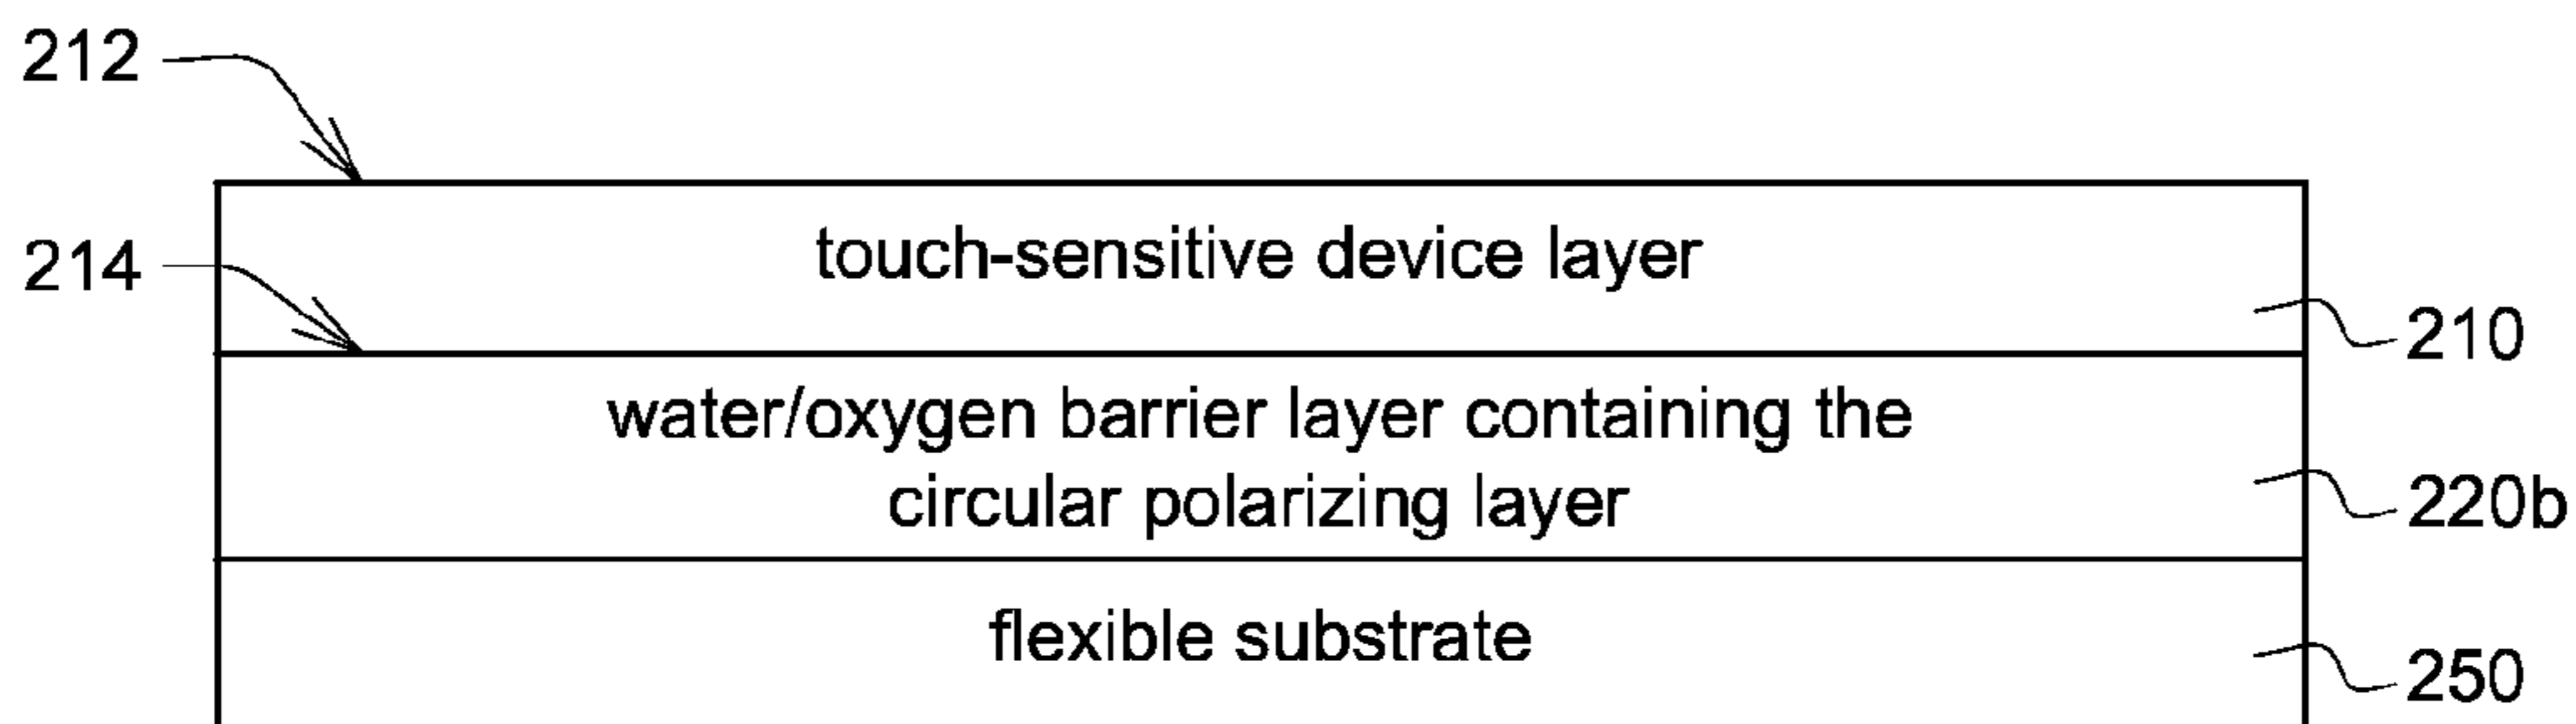 212
touch-sensitive device layer
214
210
water/oxygen barrier layer containing the
circular polarizing layer
220b
flexible substrate
250